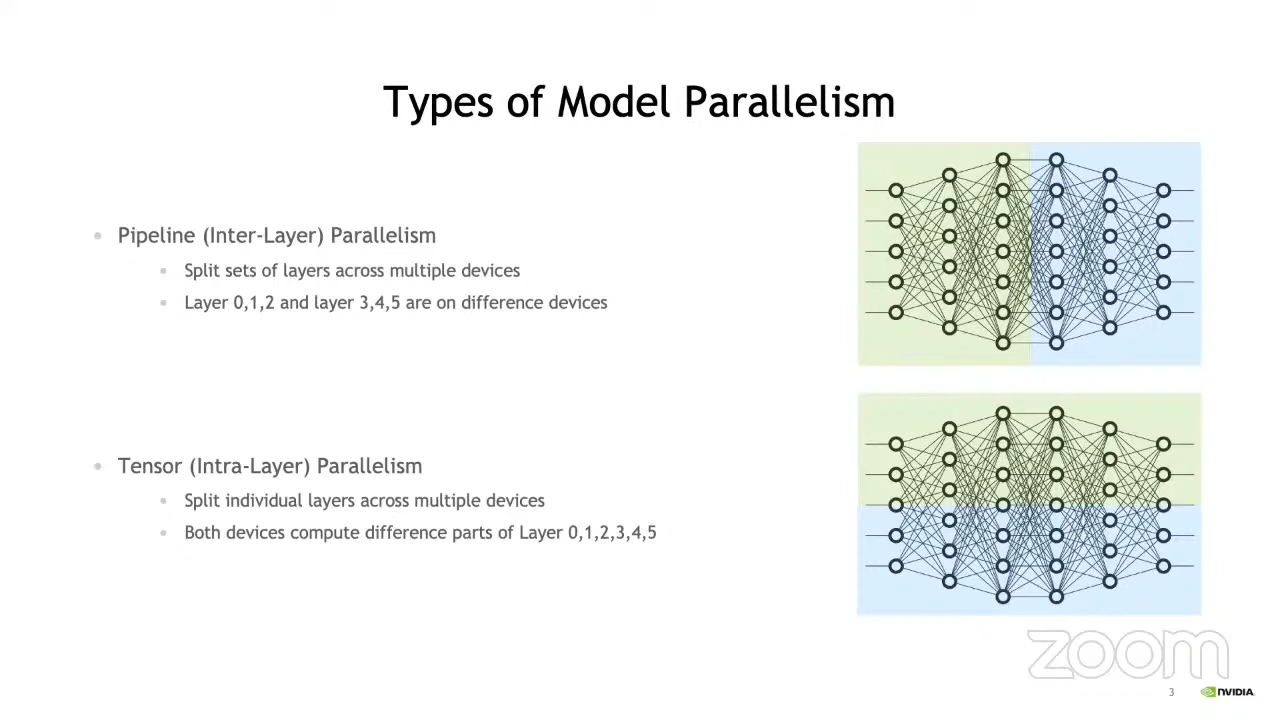 Types of Model Parallelism
Pipeline (Inter-Layer) Parallelism
Split sets of layers across multiple devices
Layer 0,1,2 and layer 3,4,5 are on difference devices
Tensor (Intra-Layer) Parallelism
Split individual layers across multiple devices
Both devices compute difference parts of Layer 0,1,2,3,4,5
zoom
3
NVIDIA.